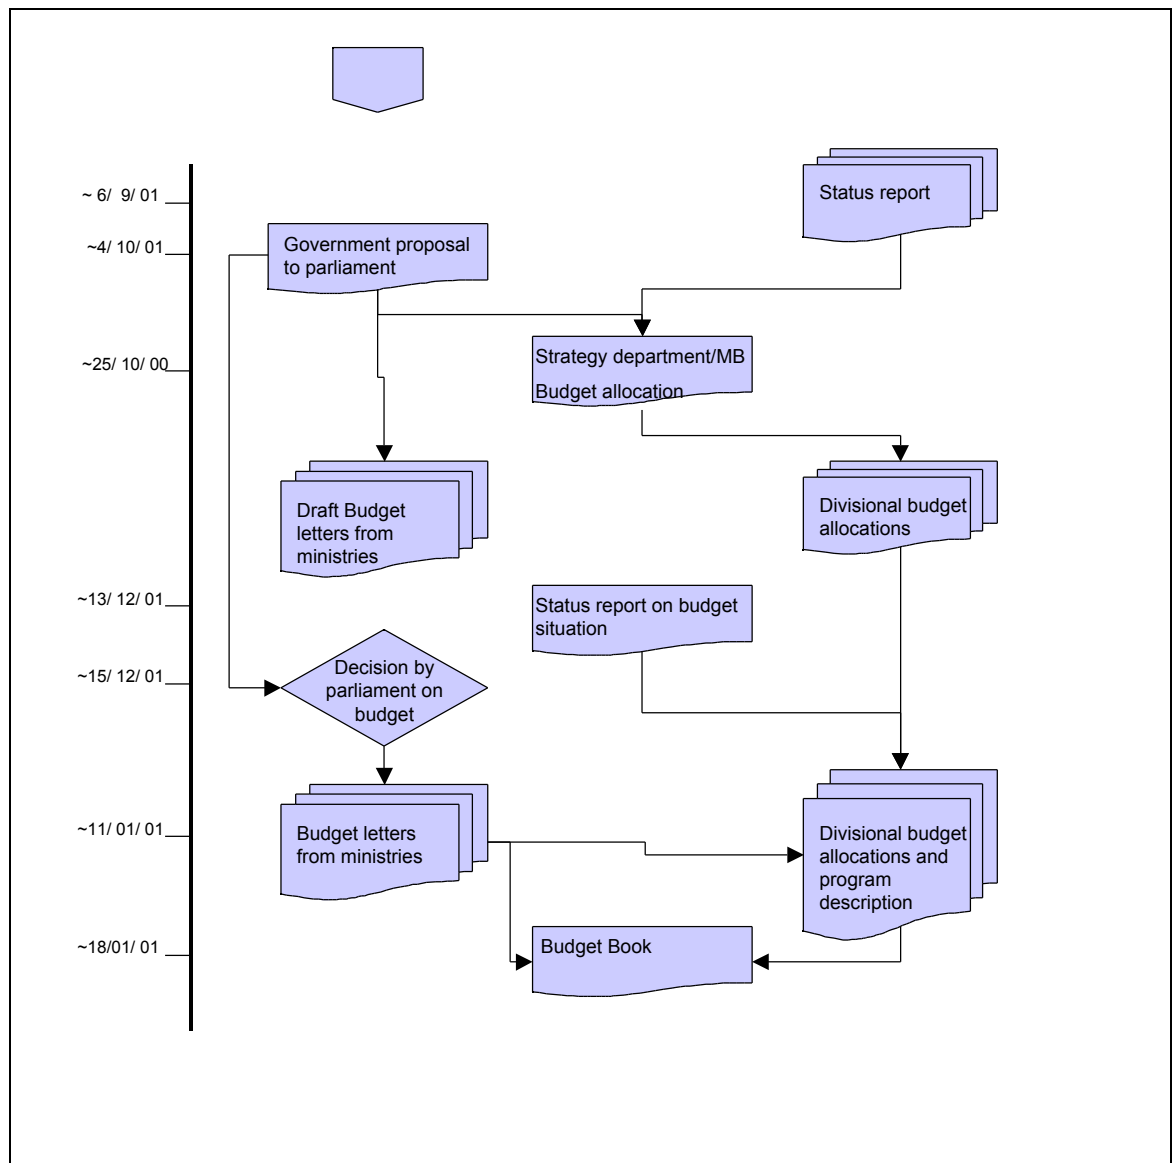 ~ 6/ 9/ 01
Status report
~4/ 10/ 01
Government proposal
to parliament
~25/ 10/ 00
Strategy department/MB
Budget allocation
Draft Budget
letters from
ministries
Divisional budget
allocations
~13/ 12/ 01
Status report on budget
situation
~15/ 12/ 01
Decision by
parliament on
budget
~11/ 01/ 01
Budget letters
from ministries
Divisional budget
allocations and
program
description
~18/01/ 01
Budget Book